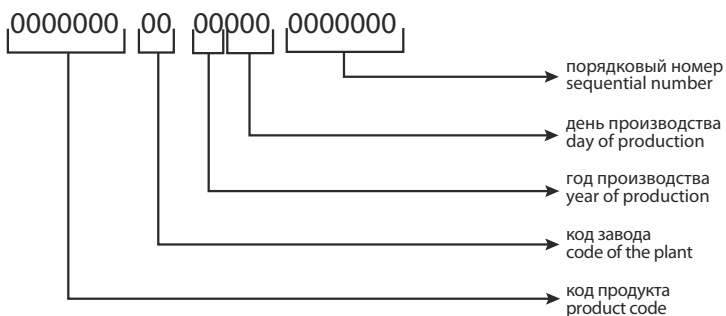 0000000 00 00000 0000000
порядковый номер
sequential number
день производства
day of production
год производства
year of production
код завода
code of the plant
код продукта
product code